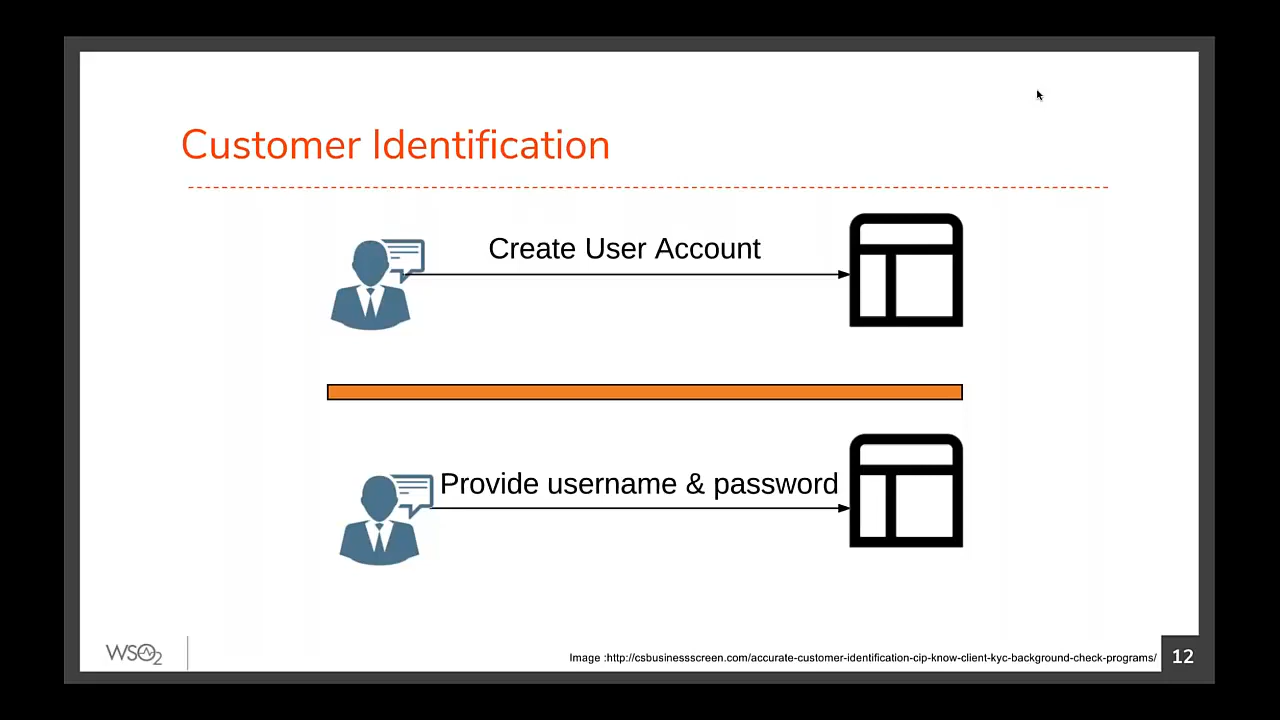 Customer Identification
Create User Account
Provide username & password
WSO2
Image :http://csbusinessscreen.com/accurate-customer-identification-cip-know-client-kyc-background-check-programs/
12